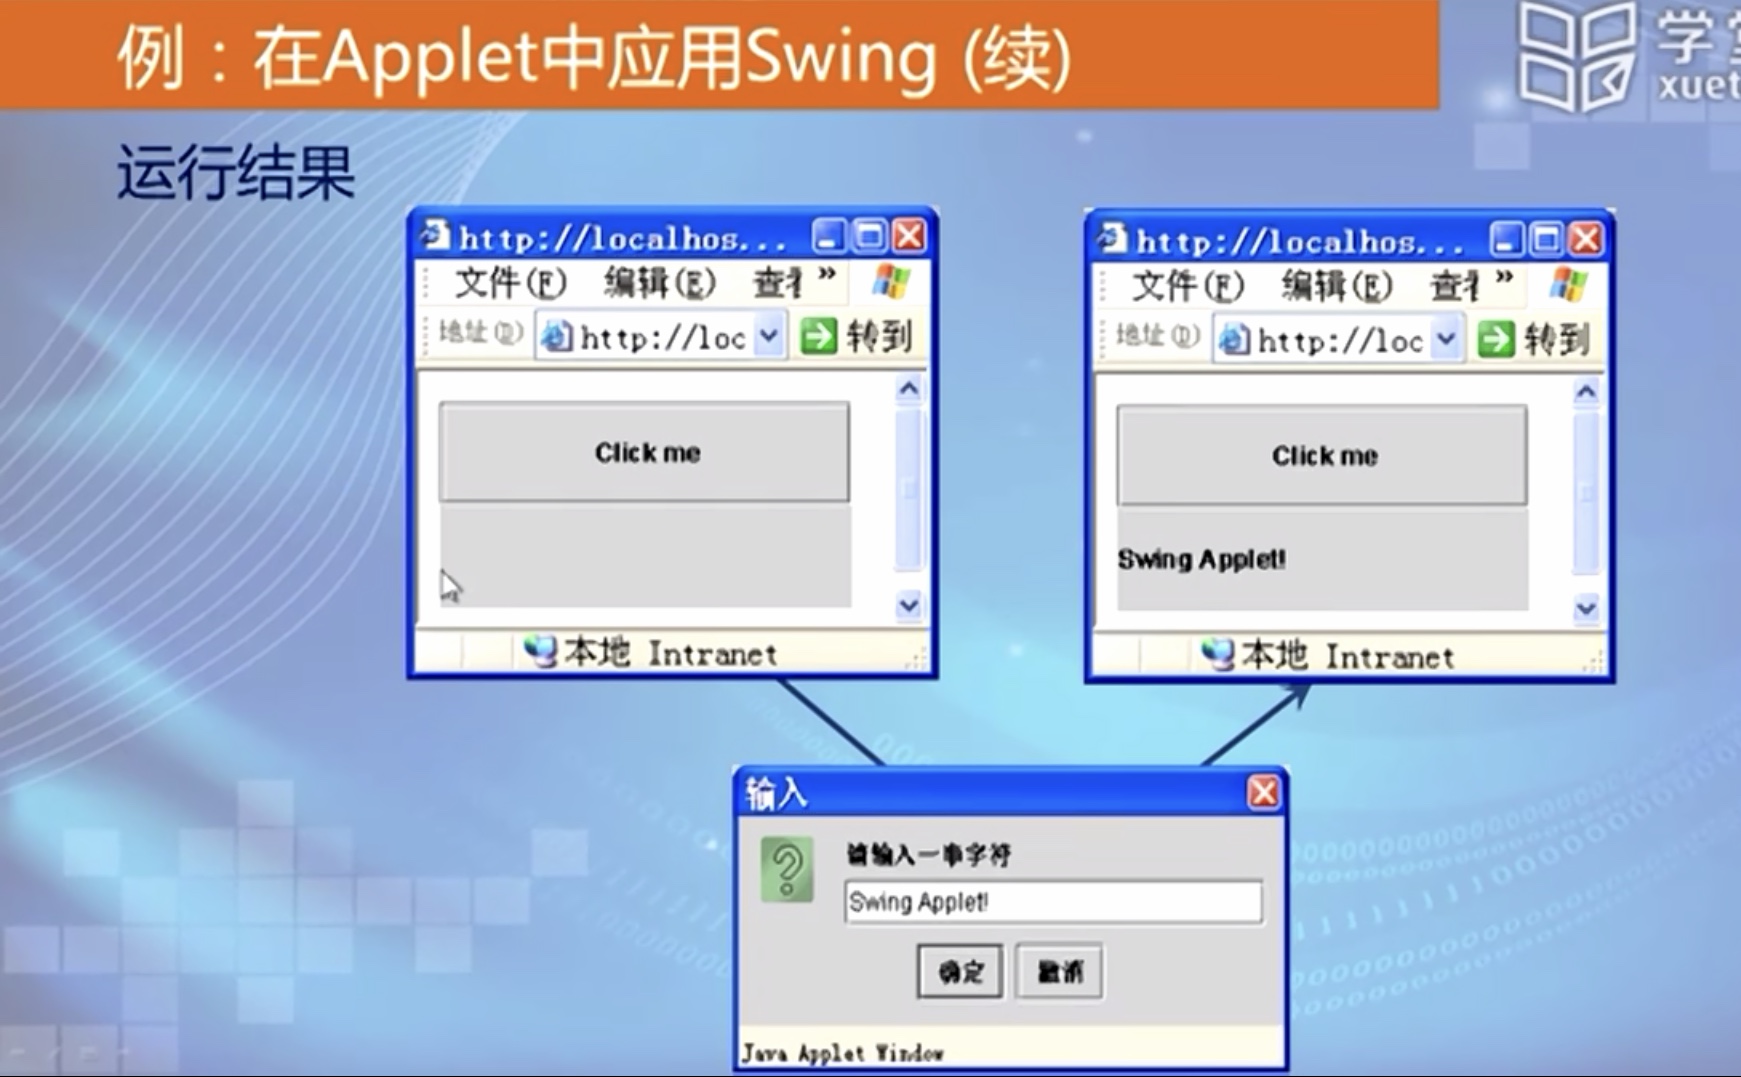 例：在Applet中应用Swing (续)
学
xuet
运行结果
http://localhos...
文件(F) 编辑(E) 查 »
地址(D) http://loc 转到
Click me
本地 Intranet
http://localhos...
文件(F) 编辑(E) 查 »
地址(D) http://loc 转到
Click me
Swing Applet!
本地 Intranet
输入
请输入一串字符
Swing Applet!
确定 取消
Java Applet Window